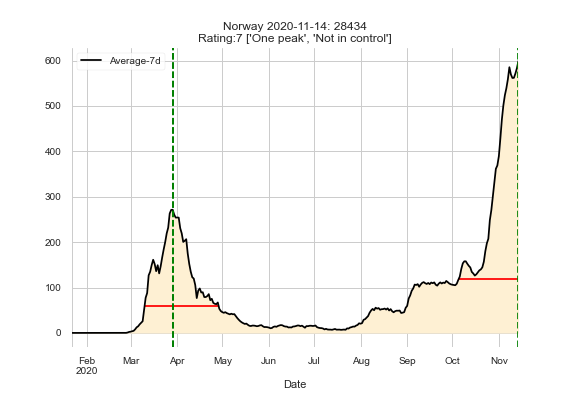 Norway 2020-11-14: 28434
Rating:7 ['One peak', 'Not in control']
Average-7d
600
500
400
300
200
100
0
Feb Mar Apr May Jun Jul Aug Sep Oct Nov
2020
Date